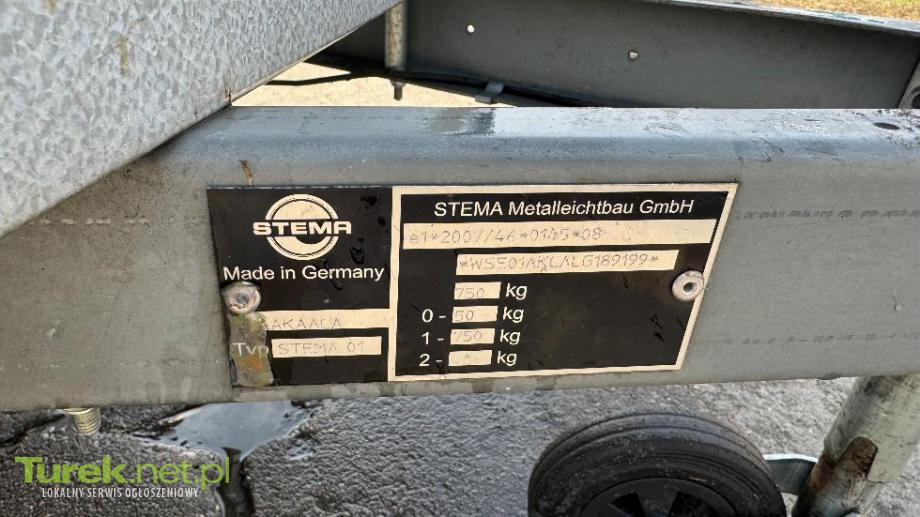 STEMA
Made in Germany
AKAACA
Typ STEMA 01
STEMA Metalleichtbau GmbH
e1*2007/46*0145*08
*WSE01AKCALG189199*
750 kg
0 - 50 kg
1 - 750 kg
2 - kg
Turek.net.pl
LOKALNY SERWIS OGŁOSZENIOWY